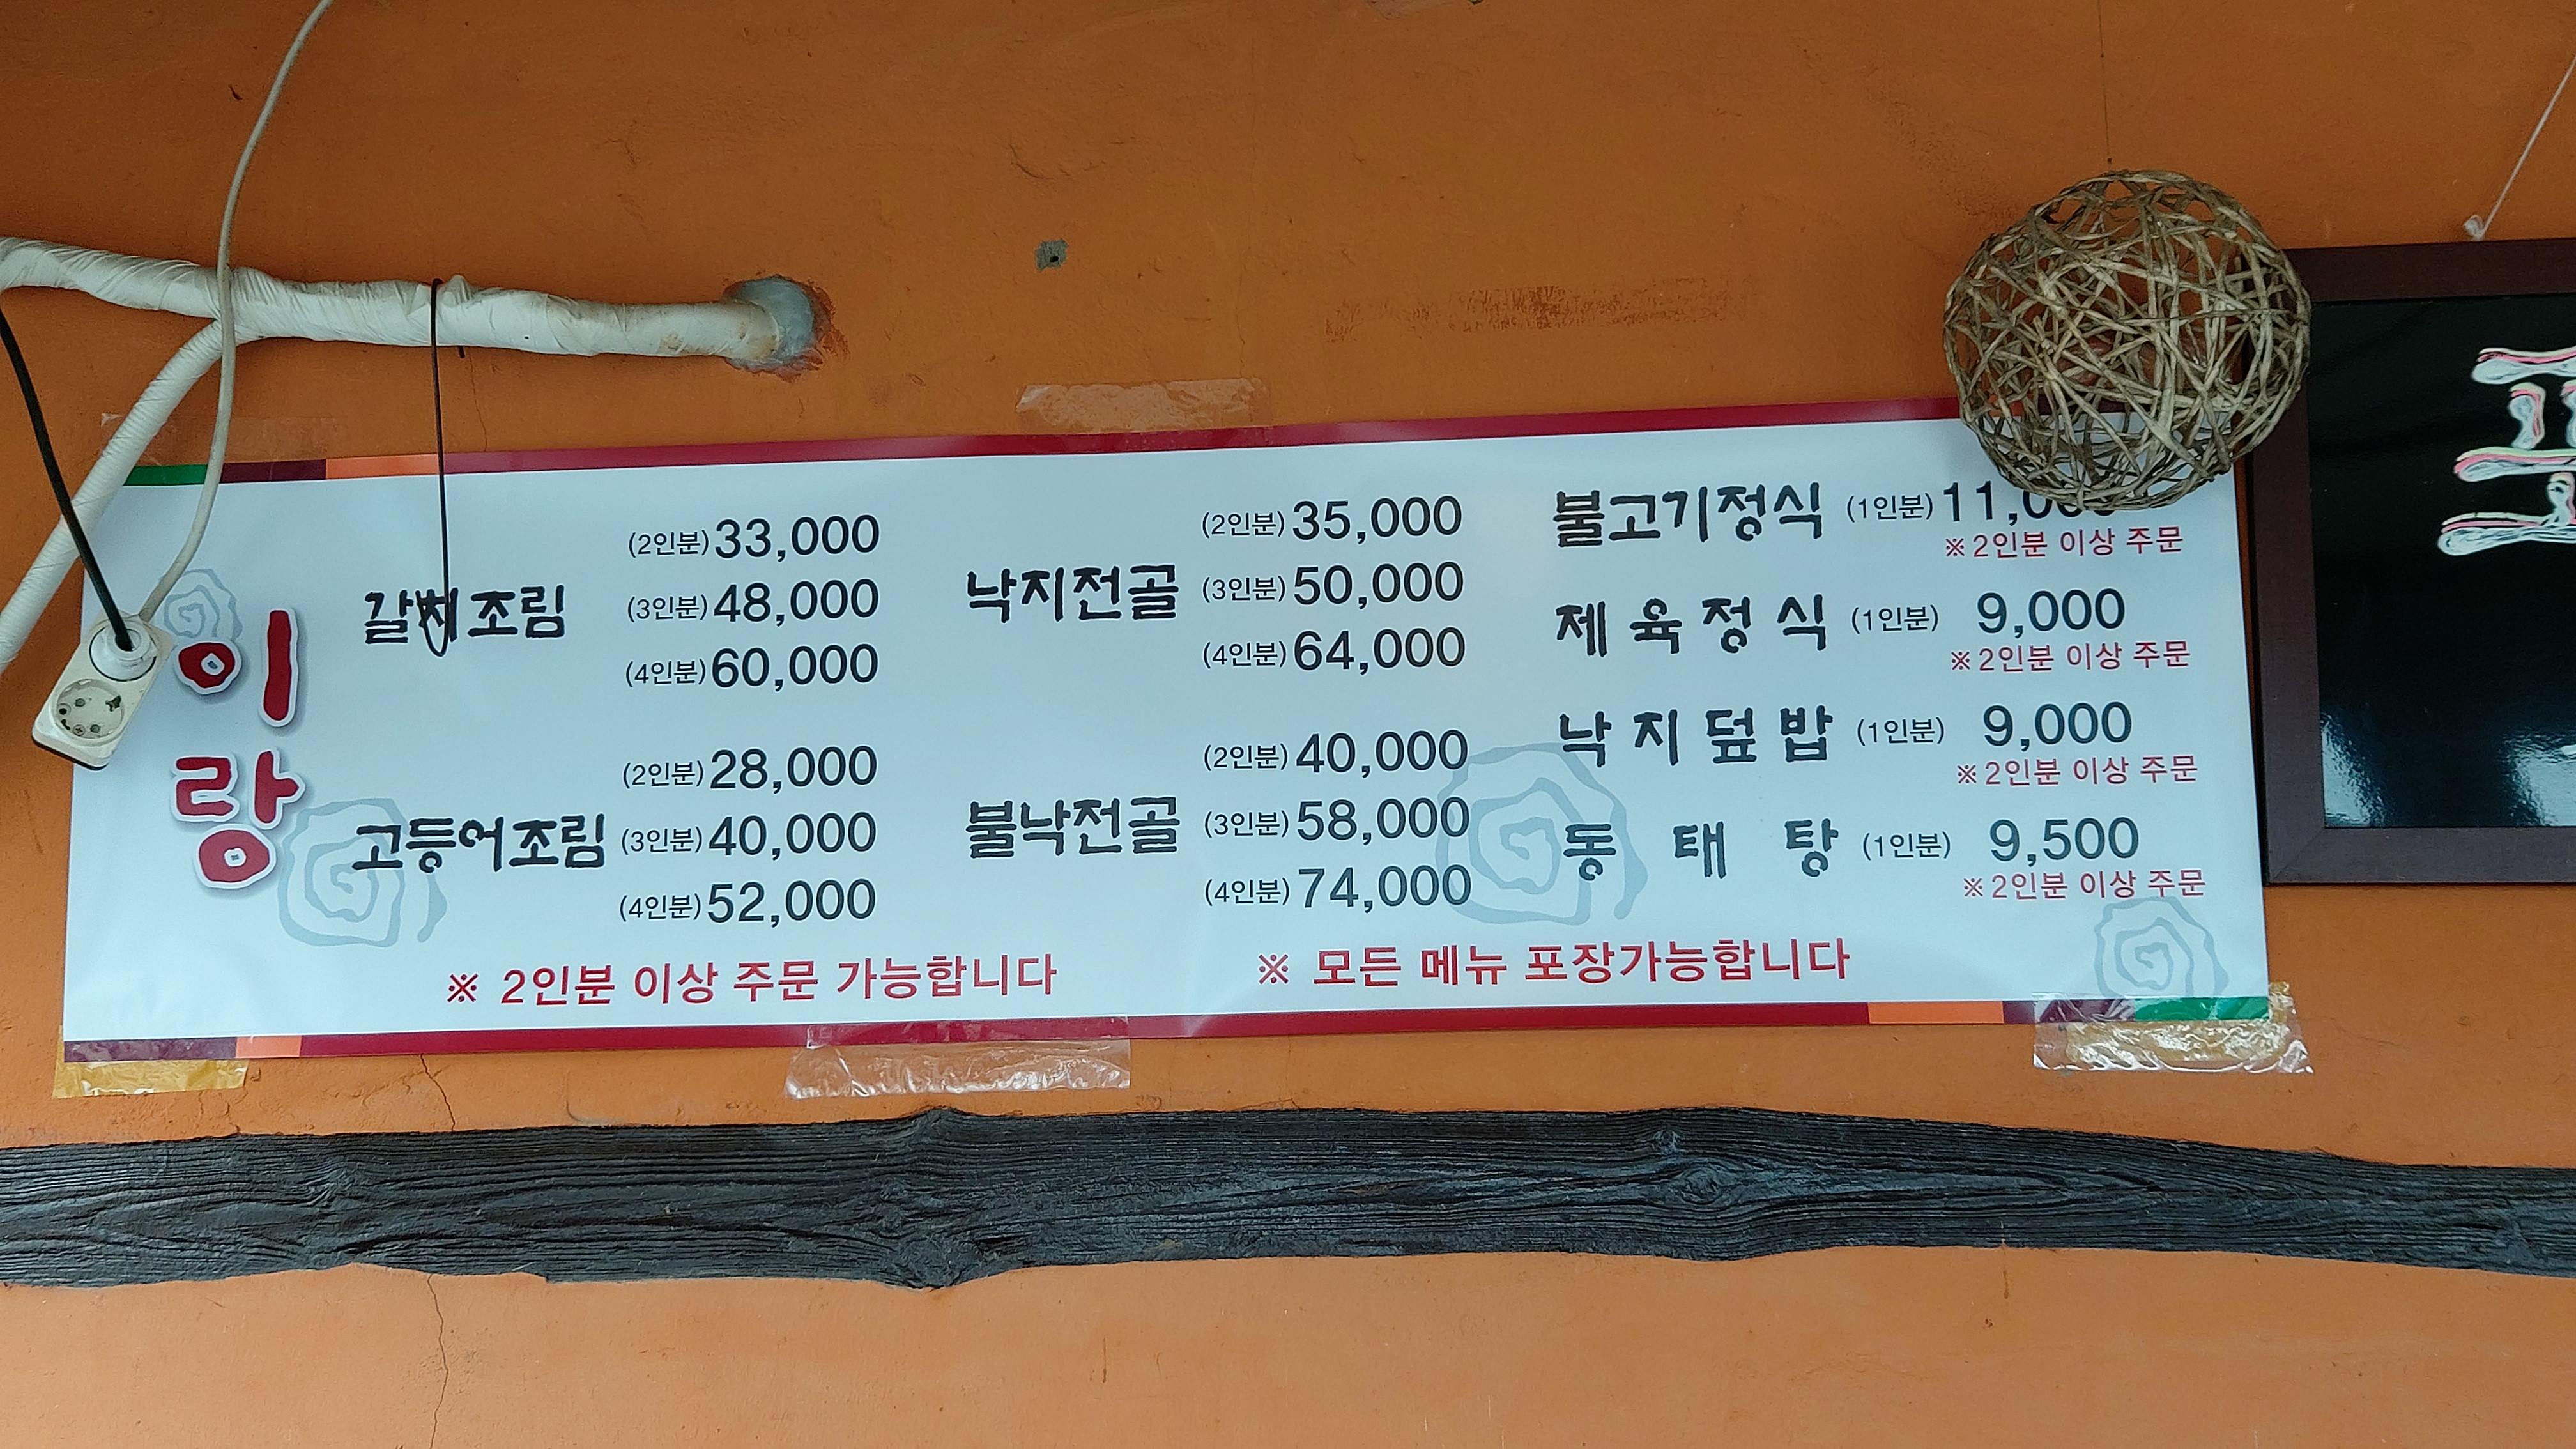 이랑
갈치조림
(2인분) 33,000
(3인분) 48,000
(4인분) 60,000
고등어조림
(2인분) 28,000
(3인분) 40,000
(4인분) 52,000
낙지전골
(2인분) 35,000
(3인분) 50,000
(4인분) 64,000
불낙전골
(2인분) 40,000
(3인분) 58,000
(4인분) 74,000
불고기정식 (1인분)
※ 2인분 이상 주문
제육정식 (1인분) 9,000
※ 2인분 이상 주문
낙지덮밥 (1인분) 9,000
※ 2인분 이상 주문
동태탕 (1인분) 9,500
※ 2인분 이상 주문
※ 2인분 이상 주문 가능합니다
※ 모든 메뉴 포장가능합니다